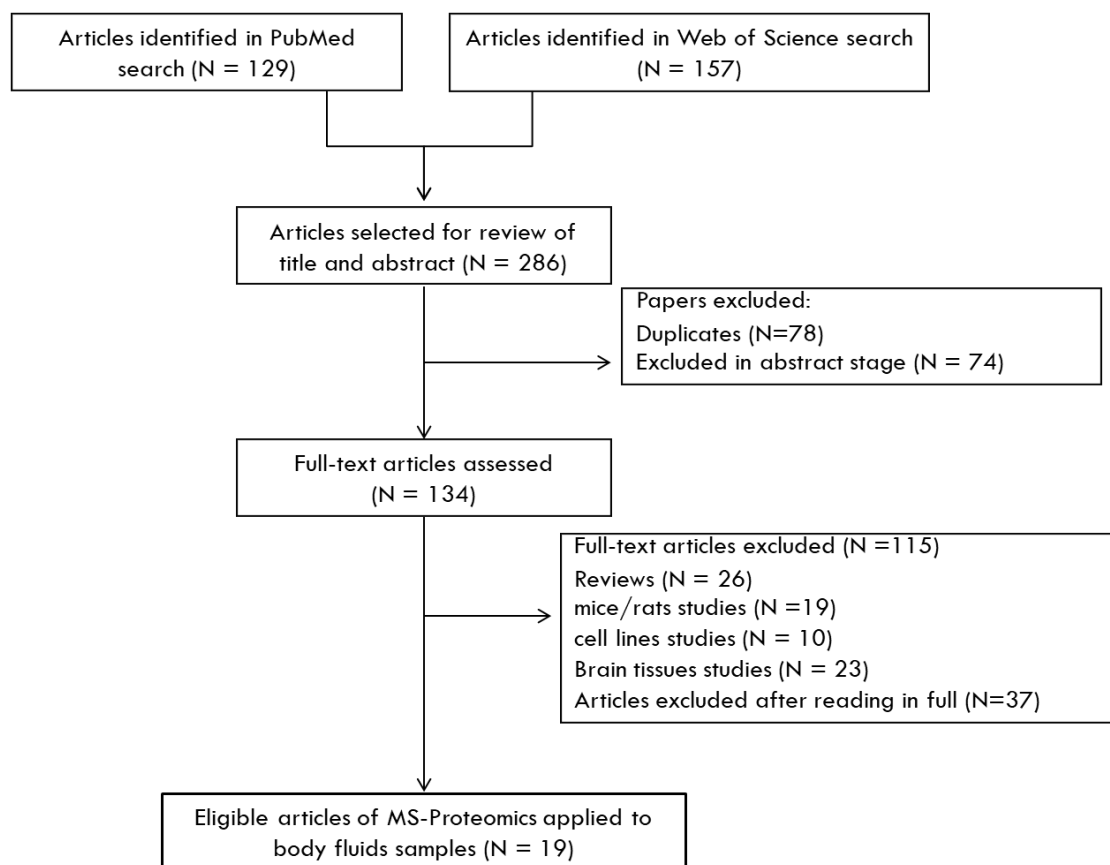 Articles identified in PubMed
search (N = 129)
Articles identified in Web of Science search
(N = 157)
Articles selected for review of
title and abstract (N = 286)
Papers excluded:
Duplicates (N=78)
Excluded in abstract stage (N = 74)
Full-text articles assessed
(N = 134)
Full-text articles excluded (N =115)
Reviews (N = 26)
mice/rats studies (N =19)
cell lines studies (N = 10)
Brain tissues studies (N = 23)
Articles excluded after reading in full (N=37)
Eligible articles of MS-Proteomics applied to
body fluids samples (N = 19)